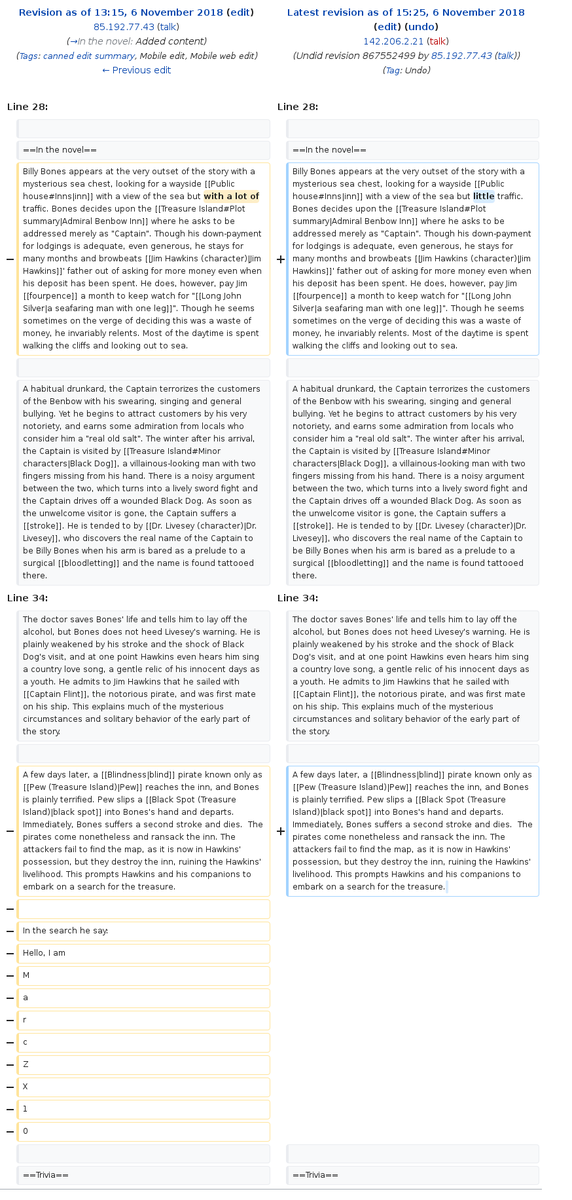 Revision as of 13:15, 6 November 2018 (edit)
85.192.77.43 (talk)
(→In the novel: Added content)
(Tags: canned edit summary, Mobile edit, Mobile web edit)
← Previous edit
Latest revision as of 15:25, 6 November 2018
(edit) (undo)
142.206.2.21 (talk)
(Undid revision 867552499 by 85.192.77.43 (talk))
(Tag: Undo)
Line 28:
==In the novel==
− Billy Bones appears at the very outset of the story with a
mysterious sea chest, looking for a wayside [[Public
house#Inns|inn]] with a view of the sea but with a lot of
traffic. Bones decides upon the [[Treasure Island#Plot
summary|Admiral Benbow Inn]] where he asks to be
addressed merely as "Captain". Though his down-payment
for lodgings is adequate, even generous, he stays for
many months and browbeats [[Jim Hawkins (character)|Jim
Hawkins]]' father out of asking for more money even when
his deposit has been spent. He does, however, pay Jim
[[fourpence]] a month to keep watch for "[[Long John
Silver|a seafaring man with one leg]]". Though he seems
sometimes on the verge of deciding this was a waste of
money, he invariably relents. Most of the daytime is spent
walking the cliffs and looking out to sea.
A habitual drunkard, the Captain terrorizes the customers
of the Benbow with his swearing, singing and general
bullying. Yet he begins to attract customers by his very
notoriety, and earns some admiration from locals who
consider him a "real old salt". The winter after his arrival,
the Captain is visited by [[Treasure Island#Minor
characters|Black Dog]], a villainous-looking man with two
fingers missing from his hand. There is a noisy argument
between the two, which turns into a lively sword fight and
the Captain drives off a wounded Black Dog. As soon as
the unwelcome visitor is gone, the Captain suffers a
[[stroke]]. He is tended to by [[Dr. Livesey (character)|Dr.
Livesey]], who discovers the real name of the Captain to
be Billy Bones when his arm is bared as a prelude to a
surgical [[bloodletting]] and the name is found tattooed
there.
Line 34:
The doctor saves Bones' life and tells him to lay off the
alcohol, but Bones does not heed Livesey's warning. He is
plainly weakened by his stroke and the shock of Black
Dog's visit, and at one point Hawkins even hears him sing
a country love song, a gentle relic of his innocent days as
a youth. He admits to Jim Hawkins that he sailed with
[[Captain Flint]], the notorious pirate, and was first mate
on his ship. This explains much of the mysterious
circumstances and solitary behavior of the early part of
the story.
− A few days later, a [[Blindness|blind]] pirate known only as
[[Pew (Treasure Island)|Pew]] reaches the inn, and Bones
is plainly terrified. Pew slips a [[Black Spot (Treasure
Island)|black spot]] into Bones's hand and departs.
Immediately, Bones suffers a second stroke and dies.  The
pirates come nonetheless and ransack the inn. The
attackers fail to find the map, as it is now in Hawkins'
possession, but they destroy the inn, ruining the Hawkins'
livelihood. This prompts Hawkins and his companions to
embark on a search for the treasure.
−
− In the search he say:
− Hello, I am
− M
− a
− r
− c
− Z
− X
− 1
− 0
==Trivia==
Line 28:
==In the novel==
+ Billy Bones appears at the very outset of the story with a
mysterious sea chest, looking for a wayside [[Public
house#Inns|inn]] with a view of the sea but little traffic.
Bones decides upon the [[Treasure Island#Plot
summary|Admiral Benbow Inn]] where he asks to be
addressed merely as "Captain". Though his down-payment
for lodgings is adequate, even generous, he stays for
many months and browbeats [[Jim Hawkins (character)|Jim
Hawkins]]' father out of asking for more money even when
his deposit has been spent. He does, however, pay Jim
[[fourpence]] a month to keep watch for "[[Long John
Silver|a seafaring man with one leg]]". Though he seems
sometimes on the verge of deciding this was a waste of
money, he invariably relents. Most of the daytime is spent
walking the cliffs and looking out to sea.
A habitual drunkard, the Captain terrorizes the customers
of the Benbow with his swearing, singing and general
bullying. Yet he begins to attract customers by his very
notoriety, and earns some admiration from locals who
consider him a "real old salt". The winter after his arrival,
the Captain is visited by [[Treasure Island#Minor
characters|Black Dog]], a villainous-looking man with two
fingers missing from his hand. There is a noisy argument
between the two, which turns into a lively sword fight and
the Captain drives off a wounded Black Dog. As soon as
the unwelcome visitor is gone, the Captain suffers a
[[stroke]]. He is tended to by [[Dr. Livesey (character)|Dr.
Livesey]], who discovers the real name of the Captain to
be Billy Bones when his arm is bared as a prelude to a
surgical [[bloodletting]] and the name is found tattooed
there.
Line 34:
The doctor saves Bones' life and tells him to lay off the
alcohol, but Bones does not heed Livesey's warning. He is
plainly weakened by his stroke and the shock of Black
Dog's visit, and at one point Hawkins even hears him sing
a country love song, a gentle relic of his innocent days as
a youth. He admits to Jim Hawkins that he sailed with
[[Captain Flint]], the notorious pirate, and was first mate
on his ship. This explains much of the mysterious
circumstances and solitary behavior of the early part of
the story.
+ A few days later, a [[Blindness|blind]] pirate known only as
[[Pew (Treasure Island)|Pew]] reaches the inn, and Bones
is plainly terrified. Pew slips a [[Black Spot (Treasure
Island)|black spot]] into Bones's hand and departs.
Immediately, Bones suffers a second stroke and dies.  The
pirates come nonetheless and ransack the inn. The
attackers fail to find the map, as it is now in Hawkins'
possession, but they destroy the inn, ruining the Hawkins'
livelihood. This prompts Hawkins and his companions to
embark on a search for the treasure.
==Trivia==